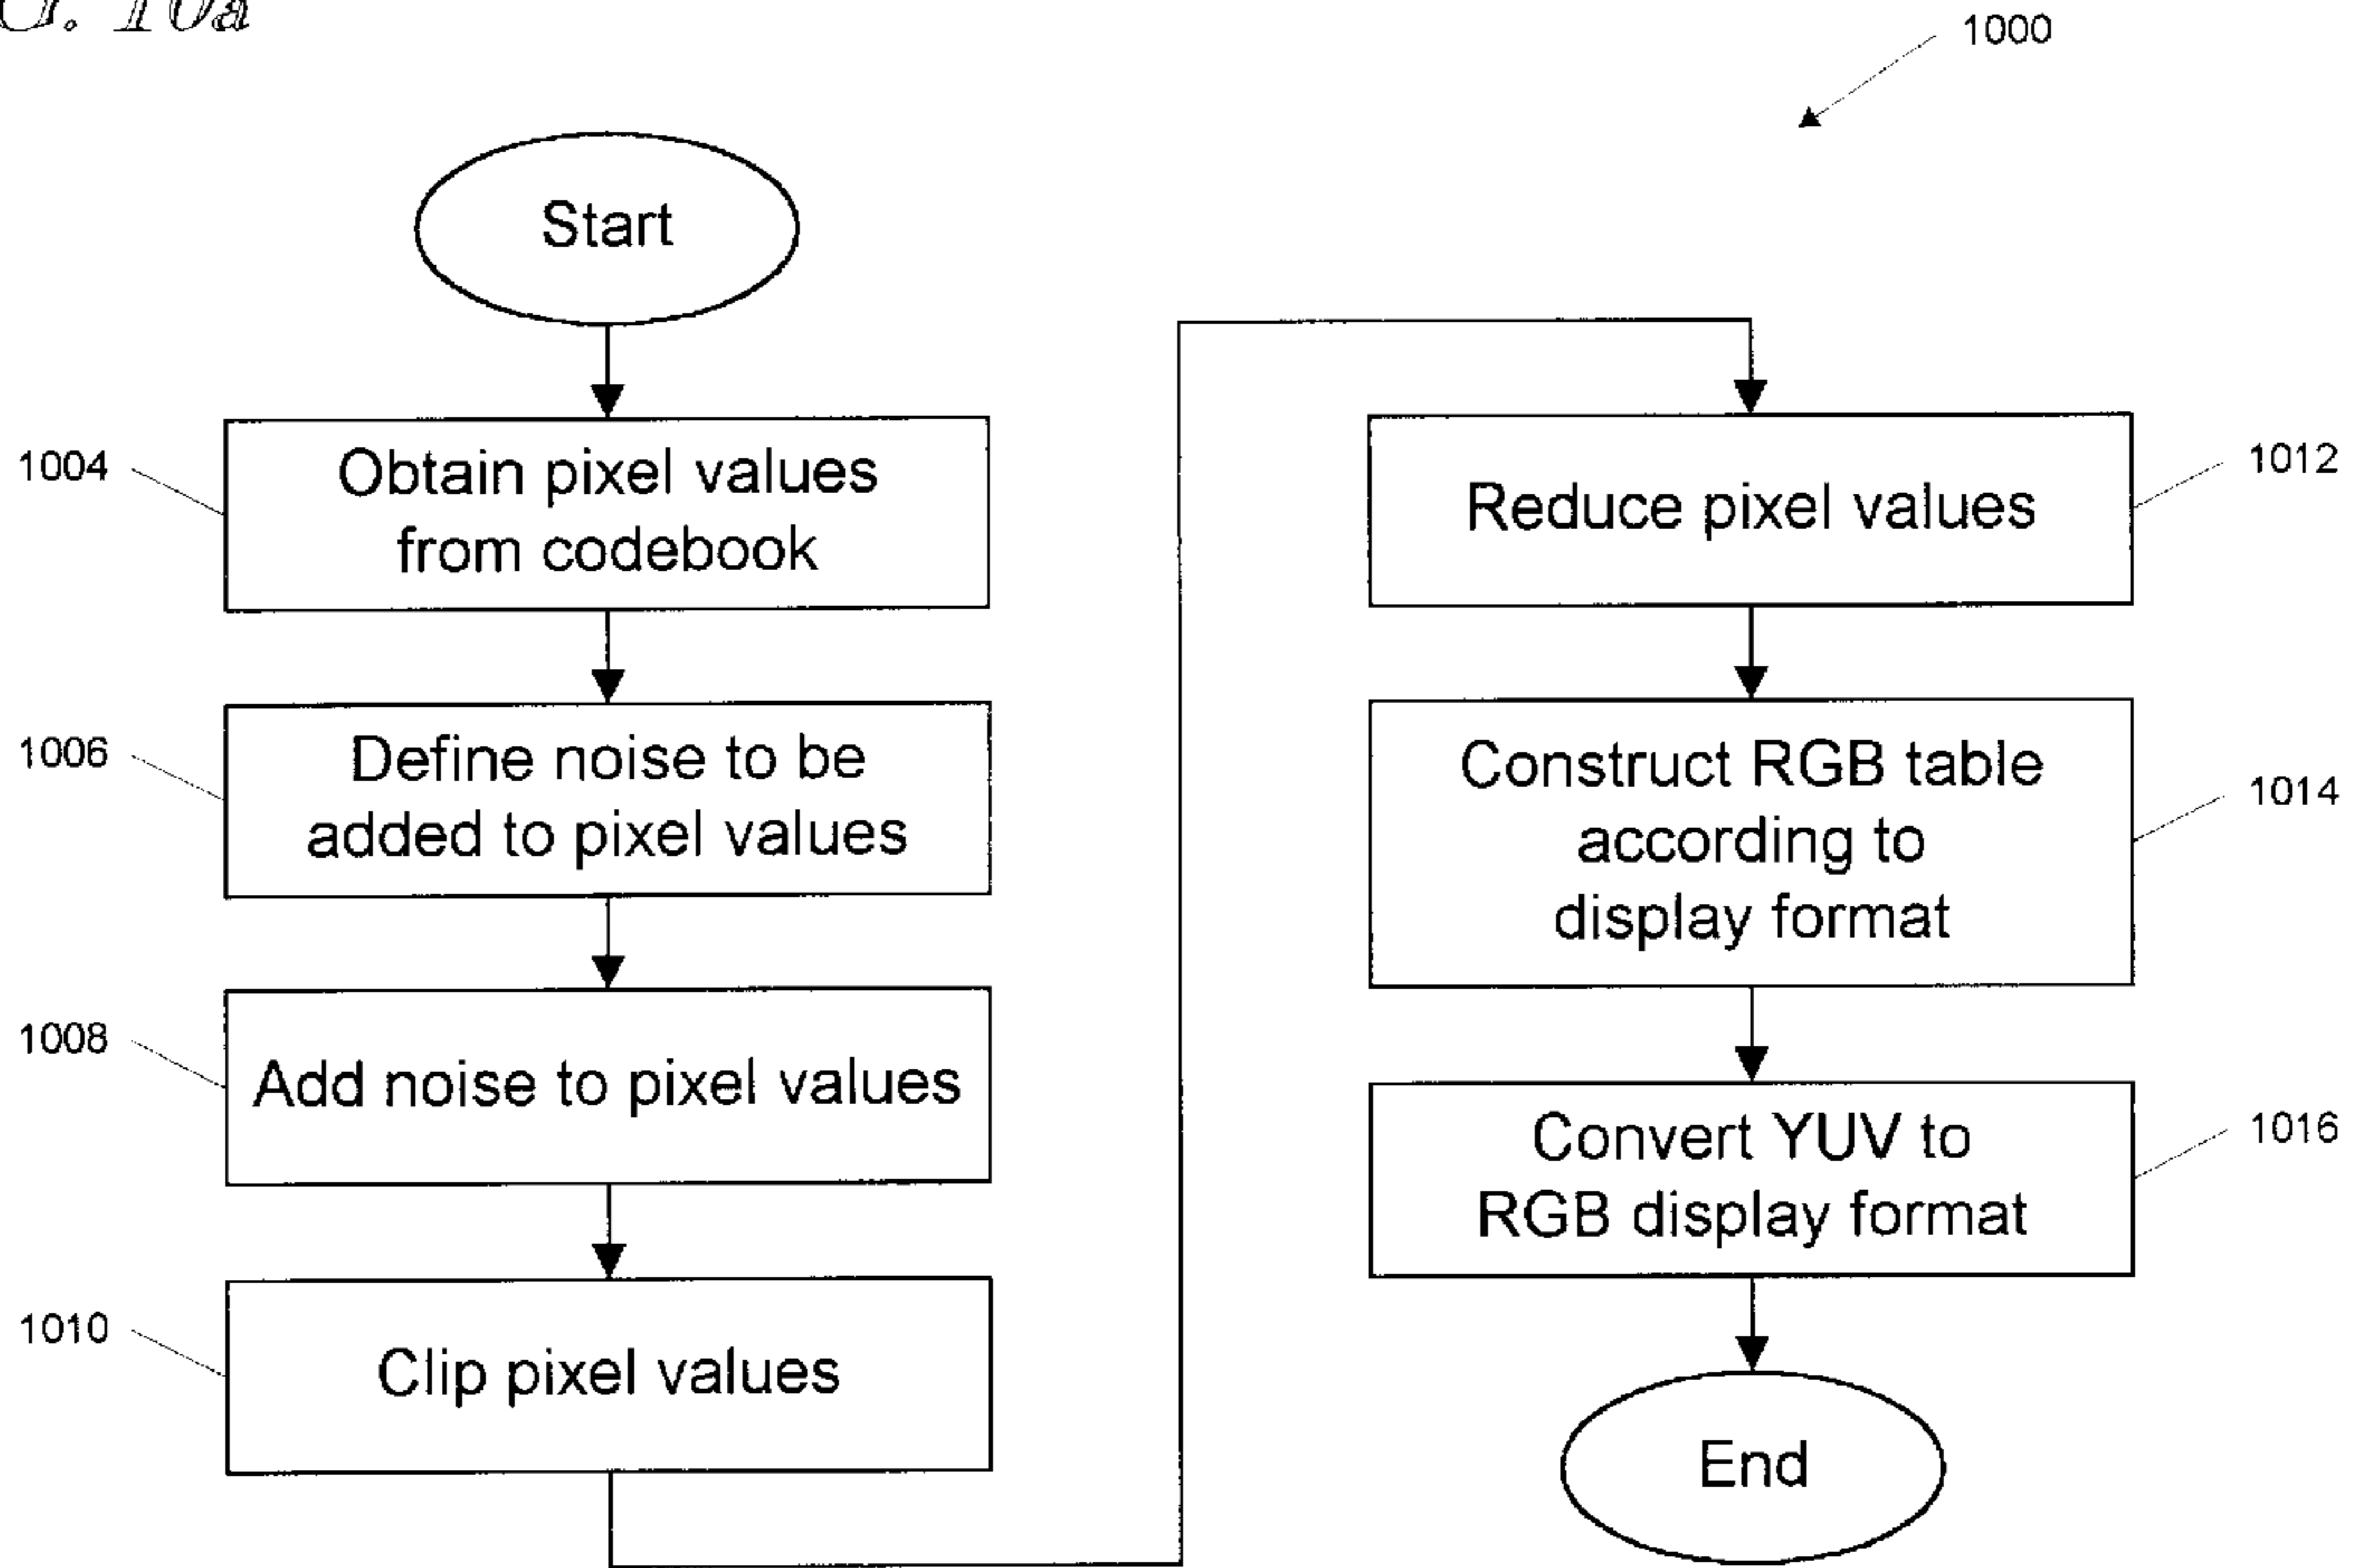 G. 10a
1000
Start
1004
Obtain pixel values
from codebook
1006
Define noise to be
added to pixel values
1008
Add noise to pixel values
1010
Clip pixel values
1012
Reduce pixel values
1014
Construct RGB table
according to
display format
1016
Convert YUV to
RGB display format
End